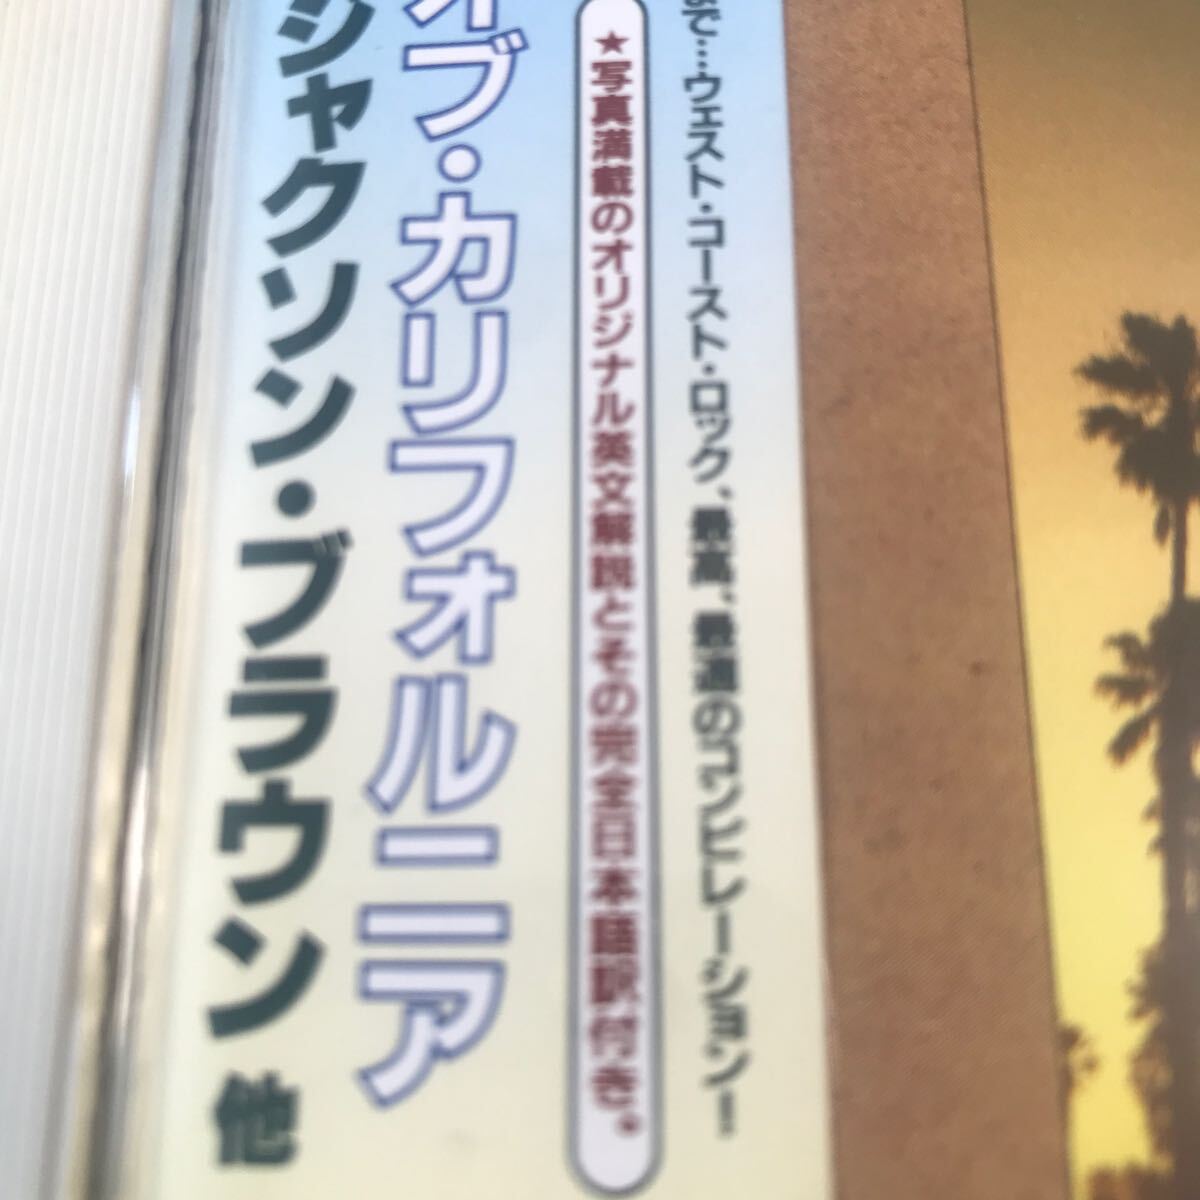 まで…ウェスト・コースト・ロック、最高、最適のコンピレーション！
★写真満載のオリジナル英文解説とその完全日本語訳付き。
オブ・カリフォルニア
ジャクソン・ブラウン 他